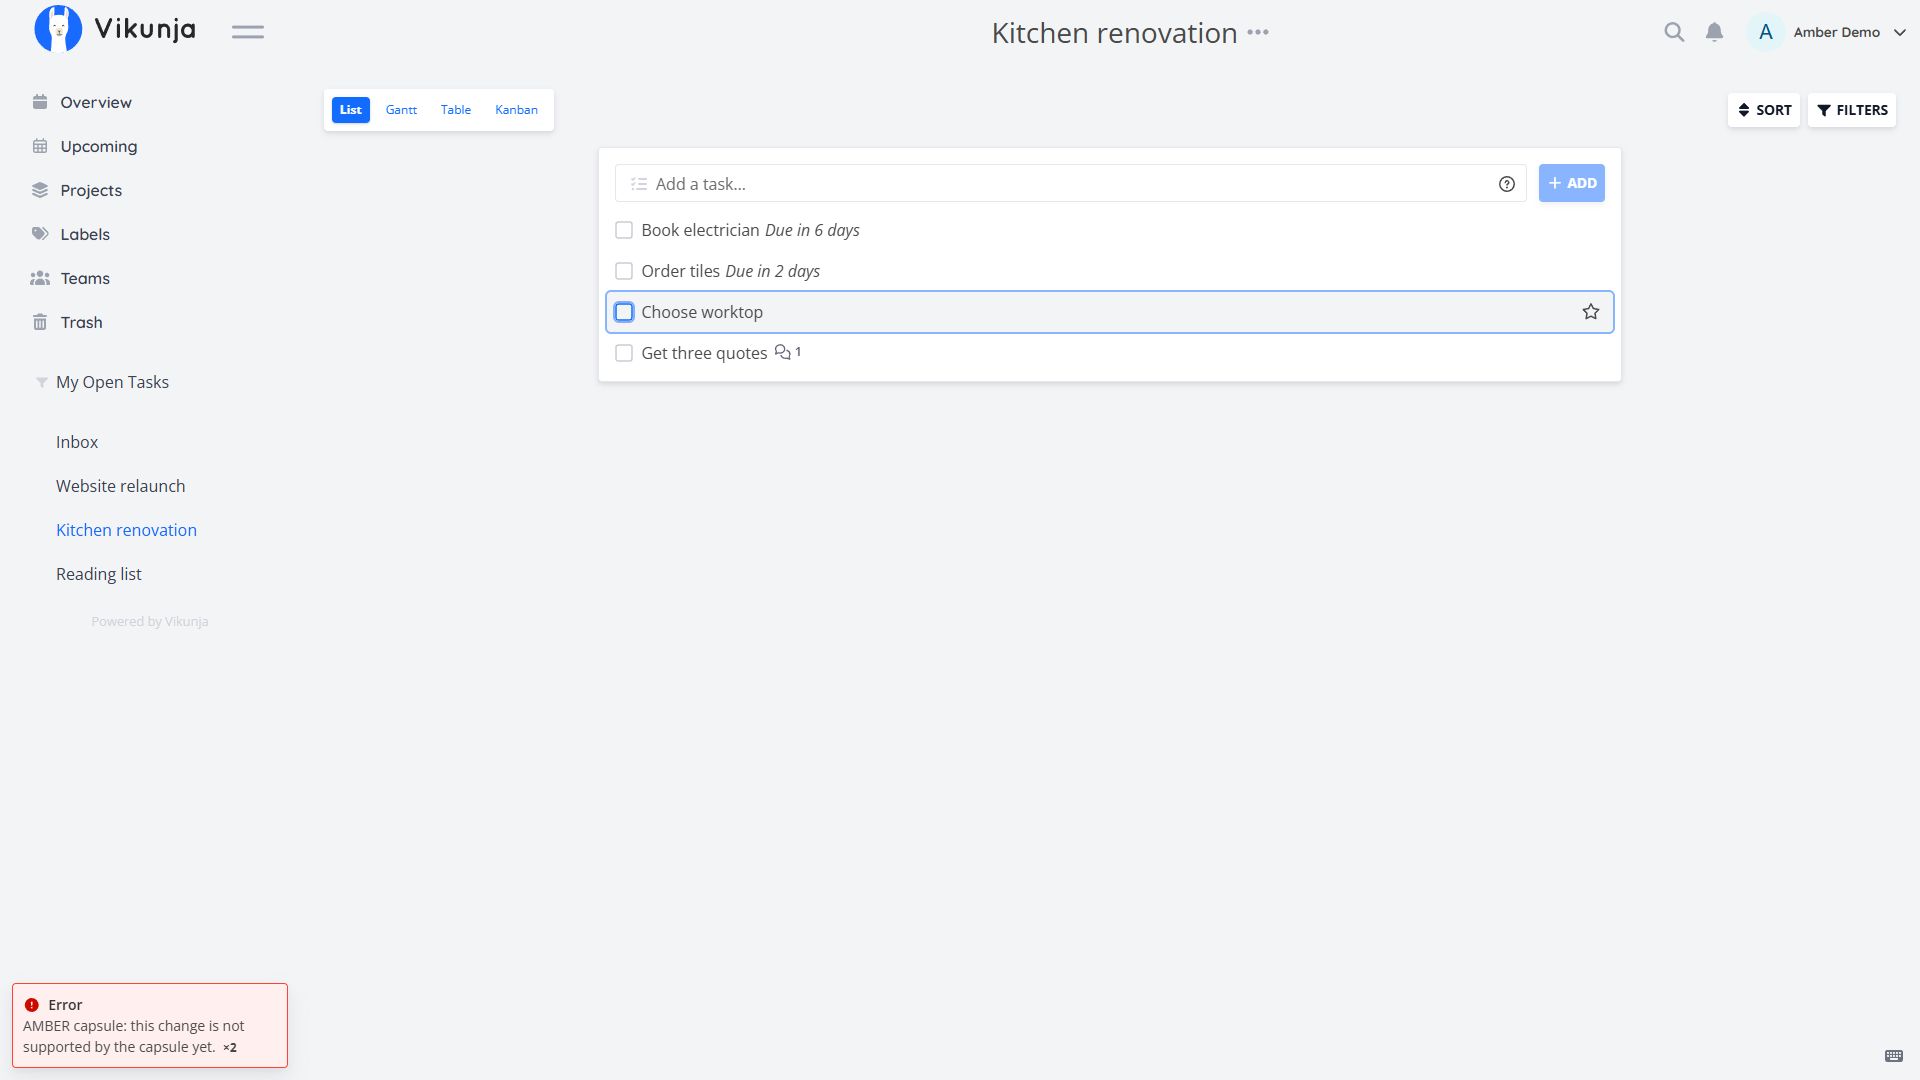 Vikunja
Kitchen renovation
A
Amber Demo
Overview
Upcoming
Projects
Labels
Teams
Trash
My Open Tasks
Inbox
Website relaunch
Kitchen renovation
Reading list
Powered by Vikunja
List
Gantt
Table
Kanban
SORT
FILTERS
Add a task...
ADD
Book electrician Due in 6 days
Order tiles Due in 2 days
Choose worktop
Get three quotes 1
Error
AMBER capsule: this change is not
supported by the capsule yet. ×2